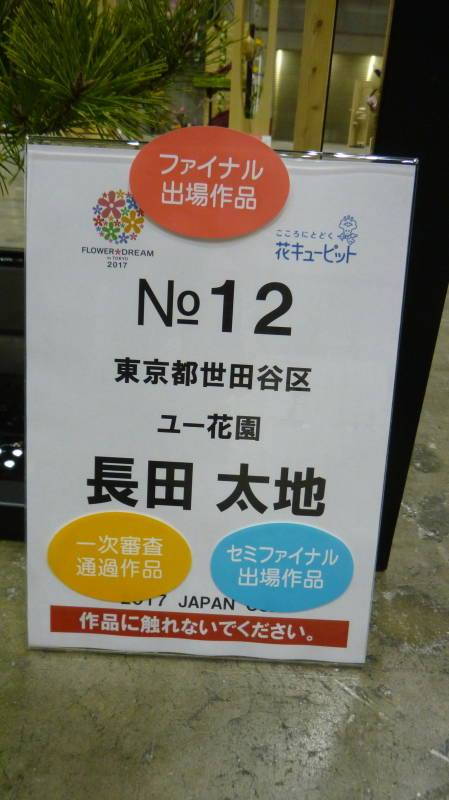 ファイナル
出場作品
FLOWER★DREAM
in TOKYO
2017
こころにとどく
花キューピット
№12
東京都世田谷区
ユー花園
長田 太地
一次審査
通過作品
セミファイナル
出場作品
2017 JAPAN
作品に触れないでください。